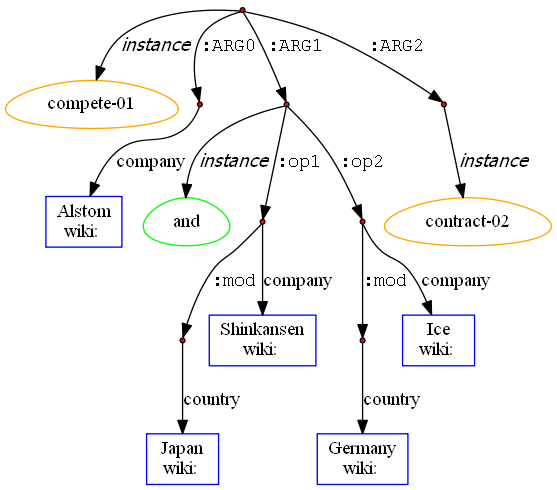 instance :ARG0 :ARG1 :ARG2
compete-01
company instance :op1 :op2 instance
Alstom
wiki:
and
contract-02
:mod company :mod company
Shinkansen
wiki:
Ice
wiki:
country country
Japan
wiki:
Germany
wiki: